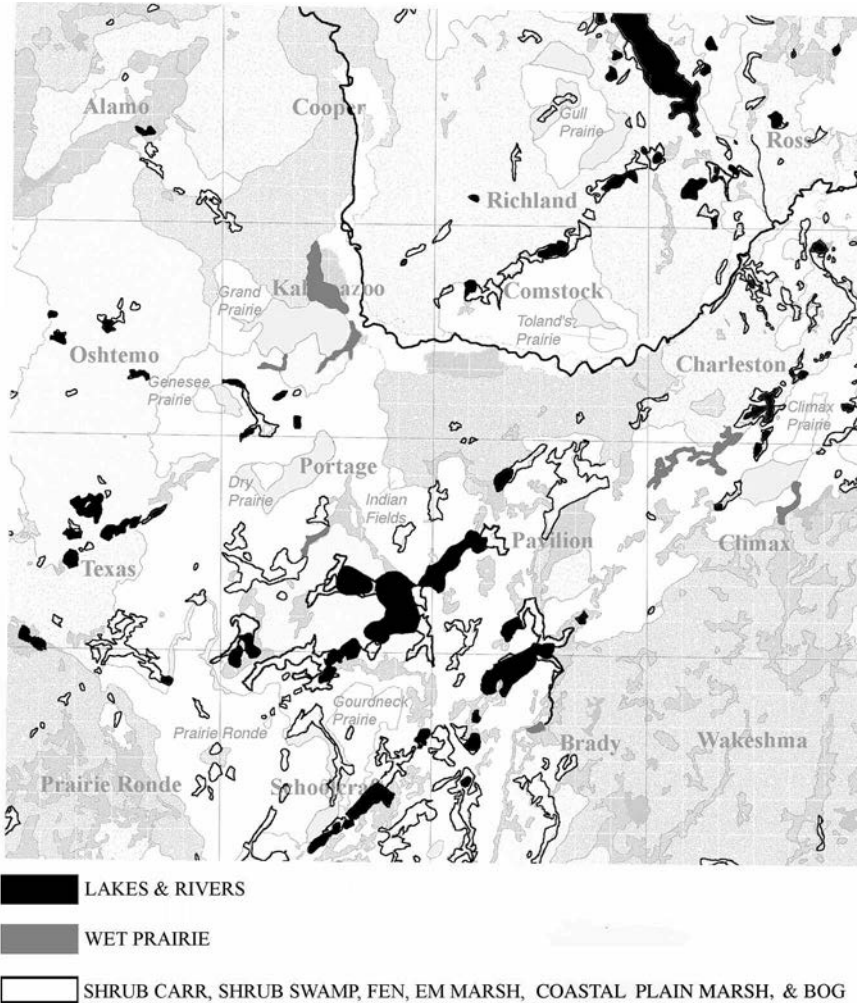 Alamo
Cooper
Gull
Prairie
Ross
Richland
Grand
Prairie
Kalamazoo
Comstock
Toland's
Prairie
Oshtemo
Genesee
Prairie
Charleston
Climax
Prairie
Portage
Dry
Prairie
Indian
Fields
Pavilion
Climax
Texas
Gourdneck
Prairie
Prairie Ronde
Brady
Wakeshma
Prairie Ronde
Schoolcraft
LAKES & RIVERS
WET PRAIRIE
SHRUB CARR, SHRUB SWAMP, FEN, EM MARSH, COASTAL PLAIN MARSH, & BOG